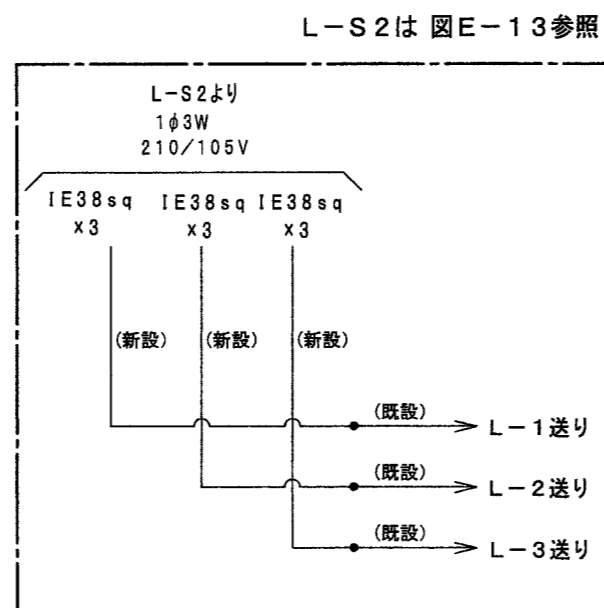 L-S2は 図E-13参照
L-S2より
1φ3W
210/105V
IE38sq IE38sq IE38sq
×3 ×3 ×3
(新設) (新設) (新設)
(既設)
L-1送り
(既設)
L-2送り
(既設)
L-3送り